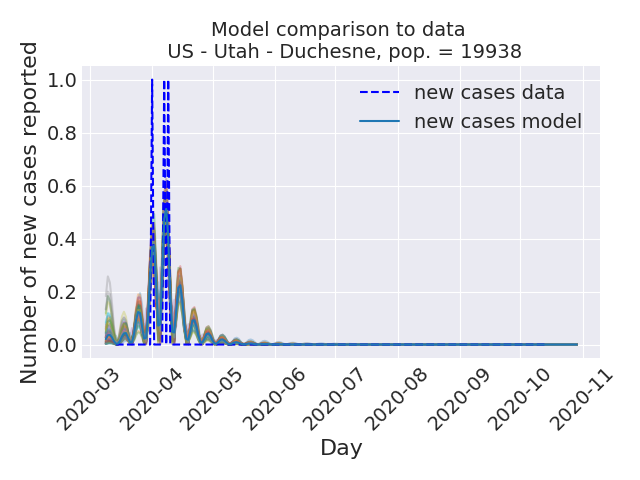 Model comparison to data
US - Utah - Duchesne, pop. = 19938
new cases data
new cases model
Number of new cases reported
1.0
0.8
0.6
0.4
0.2
0.0
2020-03
2020-04
2020-05
2020-06
2020-07
2020-08
2020-09
2020-10
2020-11
Day